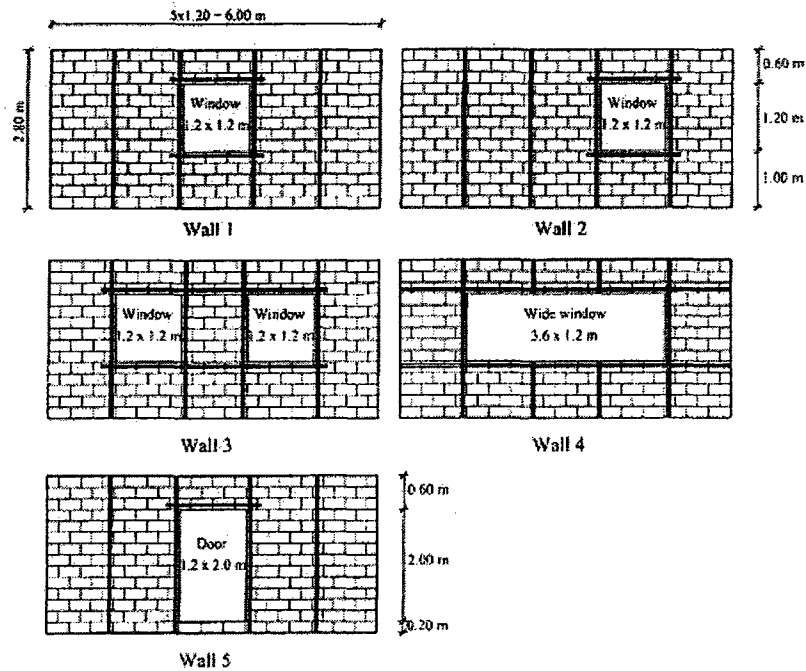 5x1.20 = 6.00 m
2.80 m
Window
1.2 x 1.2 m
Wall 1
Window
1.2 x 1.2 m
0.60 m
1.20 m
1.00 m
Wall 2
Window
1.2 x 1.2 m
Window
1.2 x 1.2 m
Wall 3
Wide window
3.6 x 1.2 m
Wall 4
Door
1.2 x 2.0 m
0.60 m
2.00 m
0.20 m
Wall 5